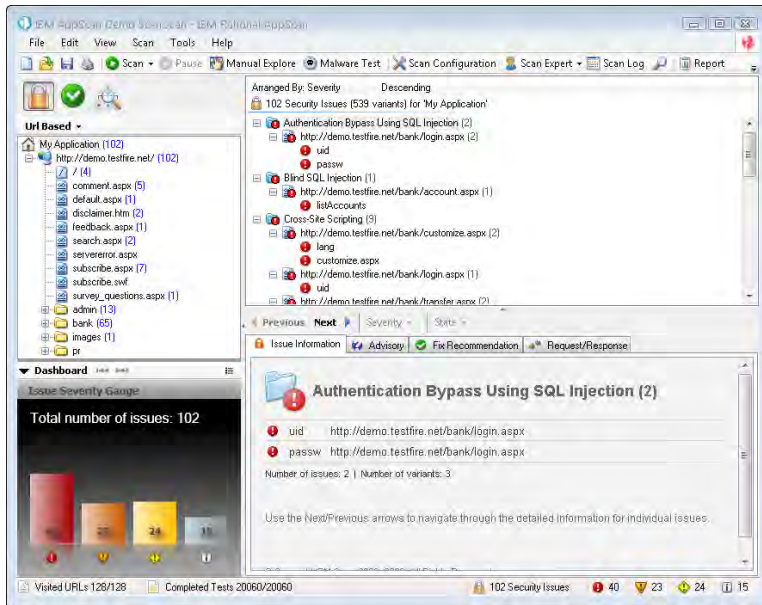 IBM AppScan Demo Scan.scan - IBM Rational AppScan
File Edit View Scan Tools Help
Scan Pause Manual Explore Malware Test Scan Configuration Scan Expert Scan Log Report
Arranged By: Severity Descending
102 Security Issues (539 variants) for 'My Application'
Authentication Bypass Using SQL Injection (2)
http://demo.testfire.net/bank/login.aspx (2)
uid
passw
Blind SQL Injection (1)
http://demo.testfire.net/bank/account.aspx (1)
listAccounts
Cross-Site Scripting (9)
http://demo.testfire.net/bank/customize.aspx (2)
lang
customize.aspx
http://demo.testfire.net/bank/login.aspx (1)
uid
http://demo.testfire.net/bank/transfer.aspx (2)
Url Based
My Application (102)
http://demo.testfire.net/ (102)
/ (4)
comment.aspx (5)
default.aspx (1)
disclaimer.htm (2)
feedback.aspx (1)
search.aspx (2)
servererror.aspx
subscribe.aspx (7)
subscribe.swf
survey_questions.aspx (1)
admin (13)
bank (65)
images (1)
pr
Previous Next Severity State
Issue Information Advisory Fix Recommendation Request/Response
Authentication Bypass Using SQL Injection (2)
uid http://demo.testfire.net/bank/login.aspx
passw http://demo.testfire.net/bank/login.aspx
Number of issues: 2 | Number of variants: 3
Use the Next/Previous arrows to navigate through the detailed information for individual issues.
Dashboard
Issue Severity Gauge
Total number of issues: 102
40 23 24 15
Visited URLs 128/128 Completed Tests 20060/20060 102 Security Issues 40 23 24 15